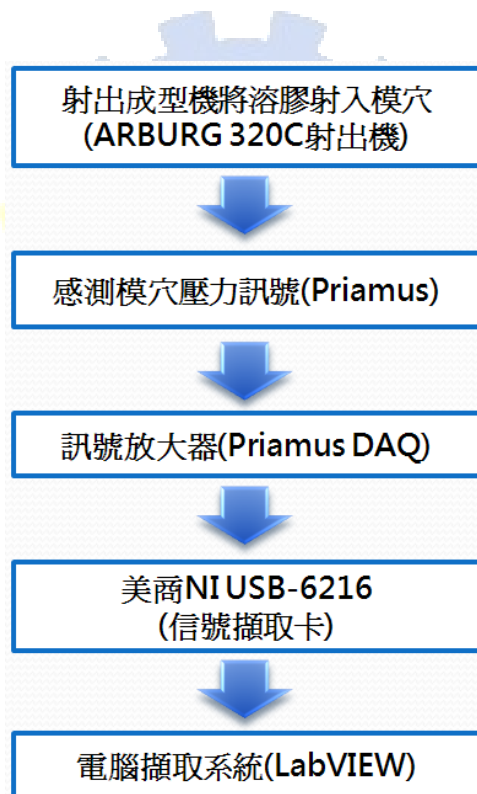 射出成型機將溶膠射入模穴
(ARBURG 320C射出機)
感測模穴壓力訊號(Priamus)
訊號放大器(Priamus DAQ)
美商NI USB-6216
(信號擷取卡)
電腦擷取系統(LabVIEW)